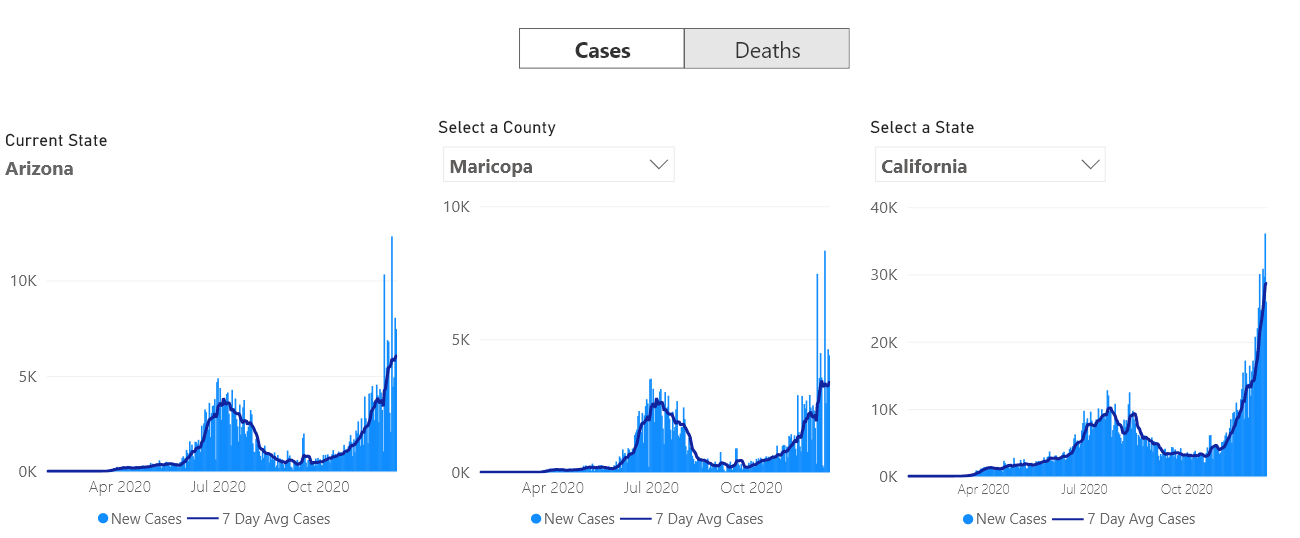 Cases Deaths
Current State
Arizona
10K
5K
0K
Apr 2020 Jul 2020 Oct 2020
New Cases 7 Day Avg Cases
Select a County
Maricopa
10K
5K
0K
Apr 2020 Jul 2020 Oct 2020
New Cases 7 Day Avg Cases
Select a State
California
40K
30K
20K
10K
0K
Apr 2020 Jul 2020 Oct 2020
New Cases 7 Day Avg Cases